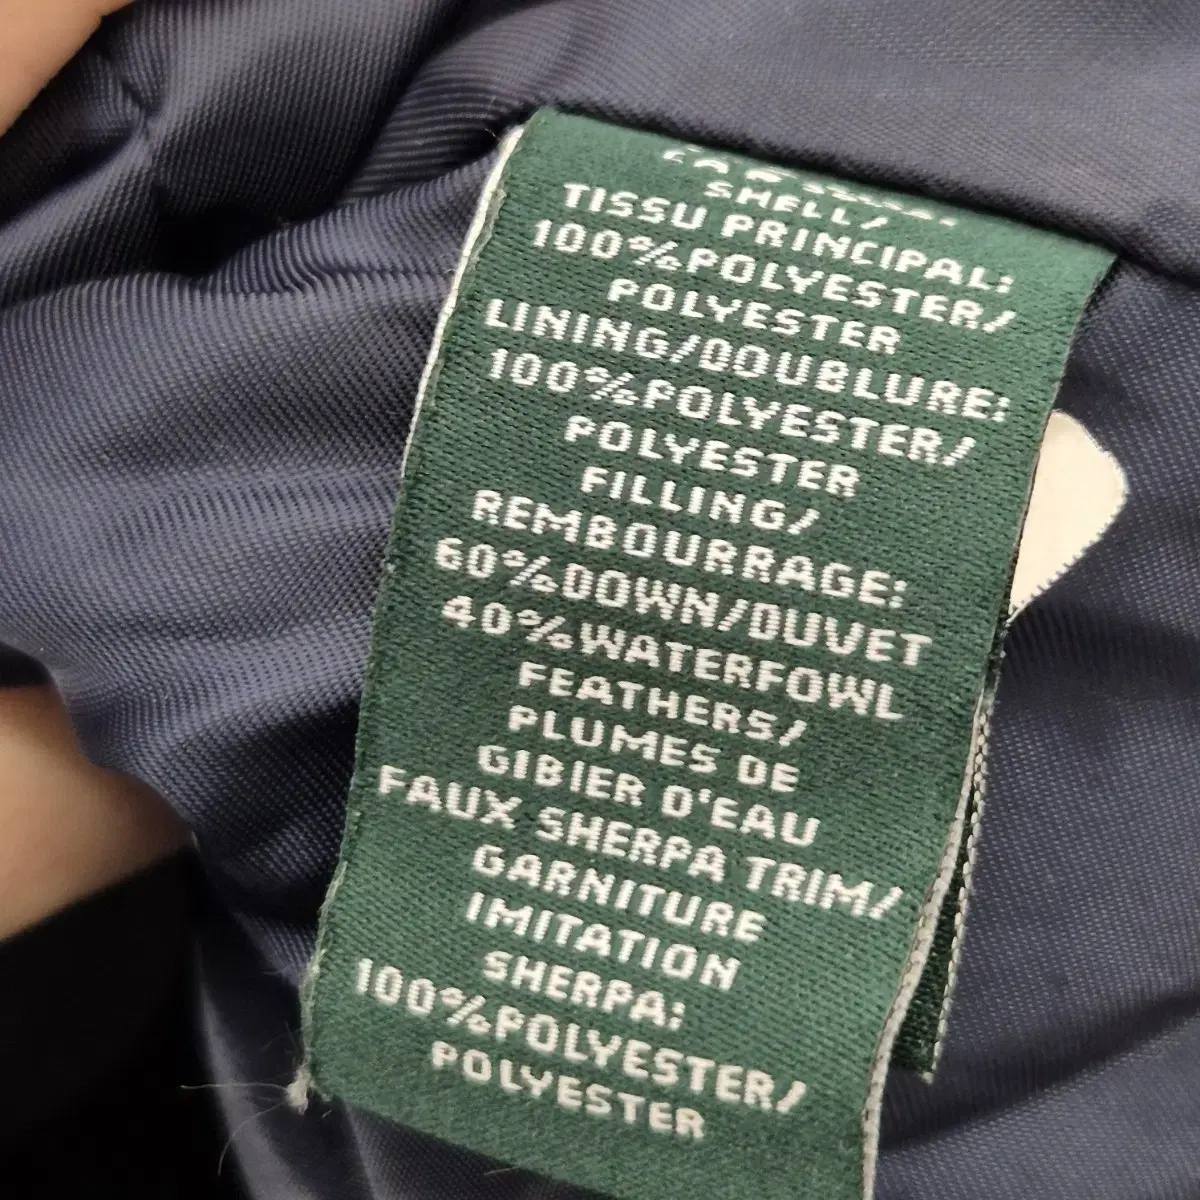 SHELL/
TISSU PRINCIPAL:
100%POLYESTER/
POLYESTER
LINING/DOUBLURE:
100%POLYESTER/
POLYESTER
FILLING/
REMBOURRAGE:
60%DOWN/DUVET
40%WATERFOWL
FEATHERS/
PLUMES DE
GIBIER D'EAU
FAUX SHERPA TRIM/
GARNITURE
IMITATION
SHERPA:
100%POLYESTER/
POLYESTER